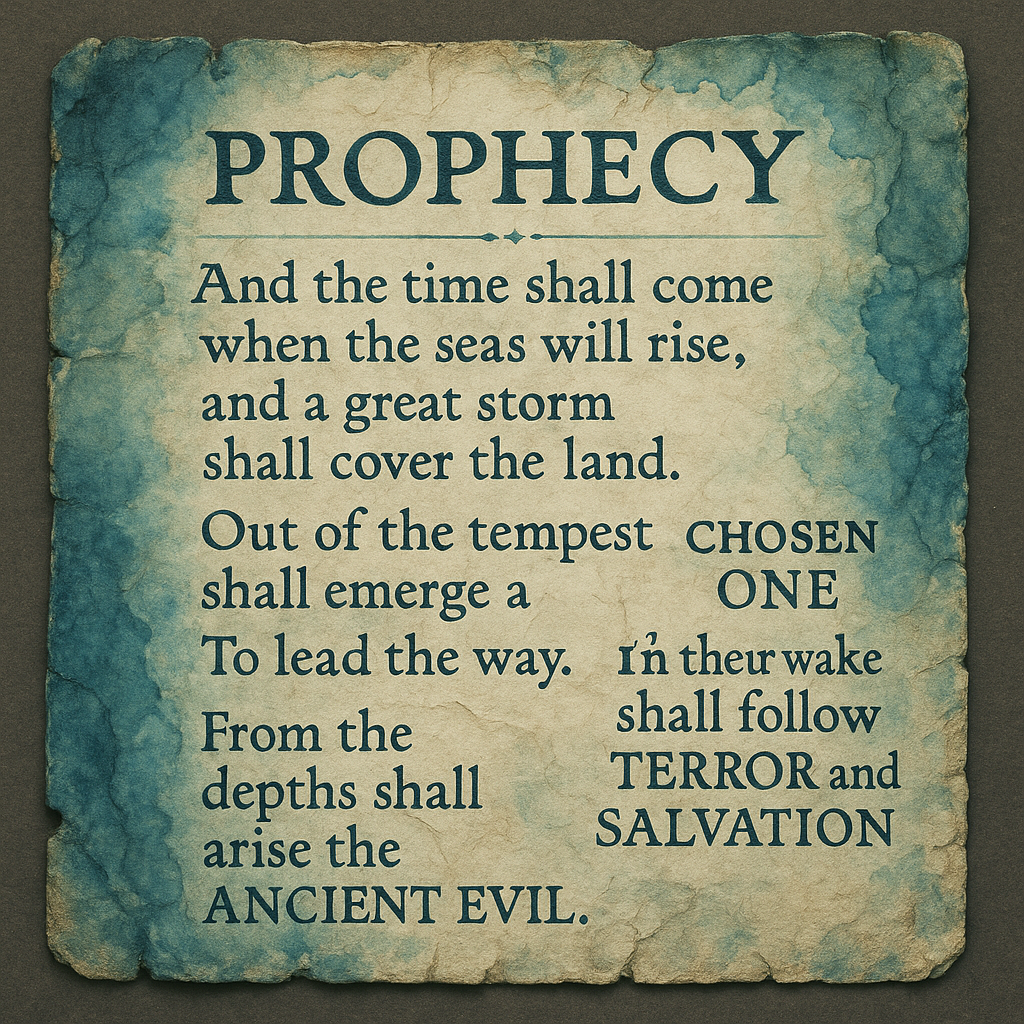 PROPHECY
And the time shall come
when the seas will rise,
and a great storm
shall cover the land.
Out of the tempest
shall emerge a
CHOSEN
ONE
To lead the way.
From the
depths shall
arise the
ANCIENT EVIL.
in theur wake
shall follow
TERROR and
SALVATION